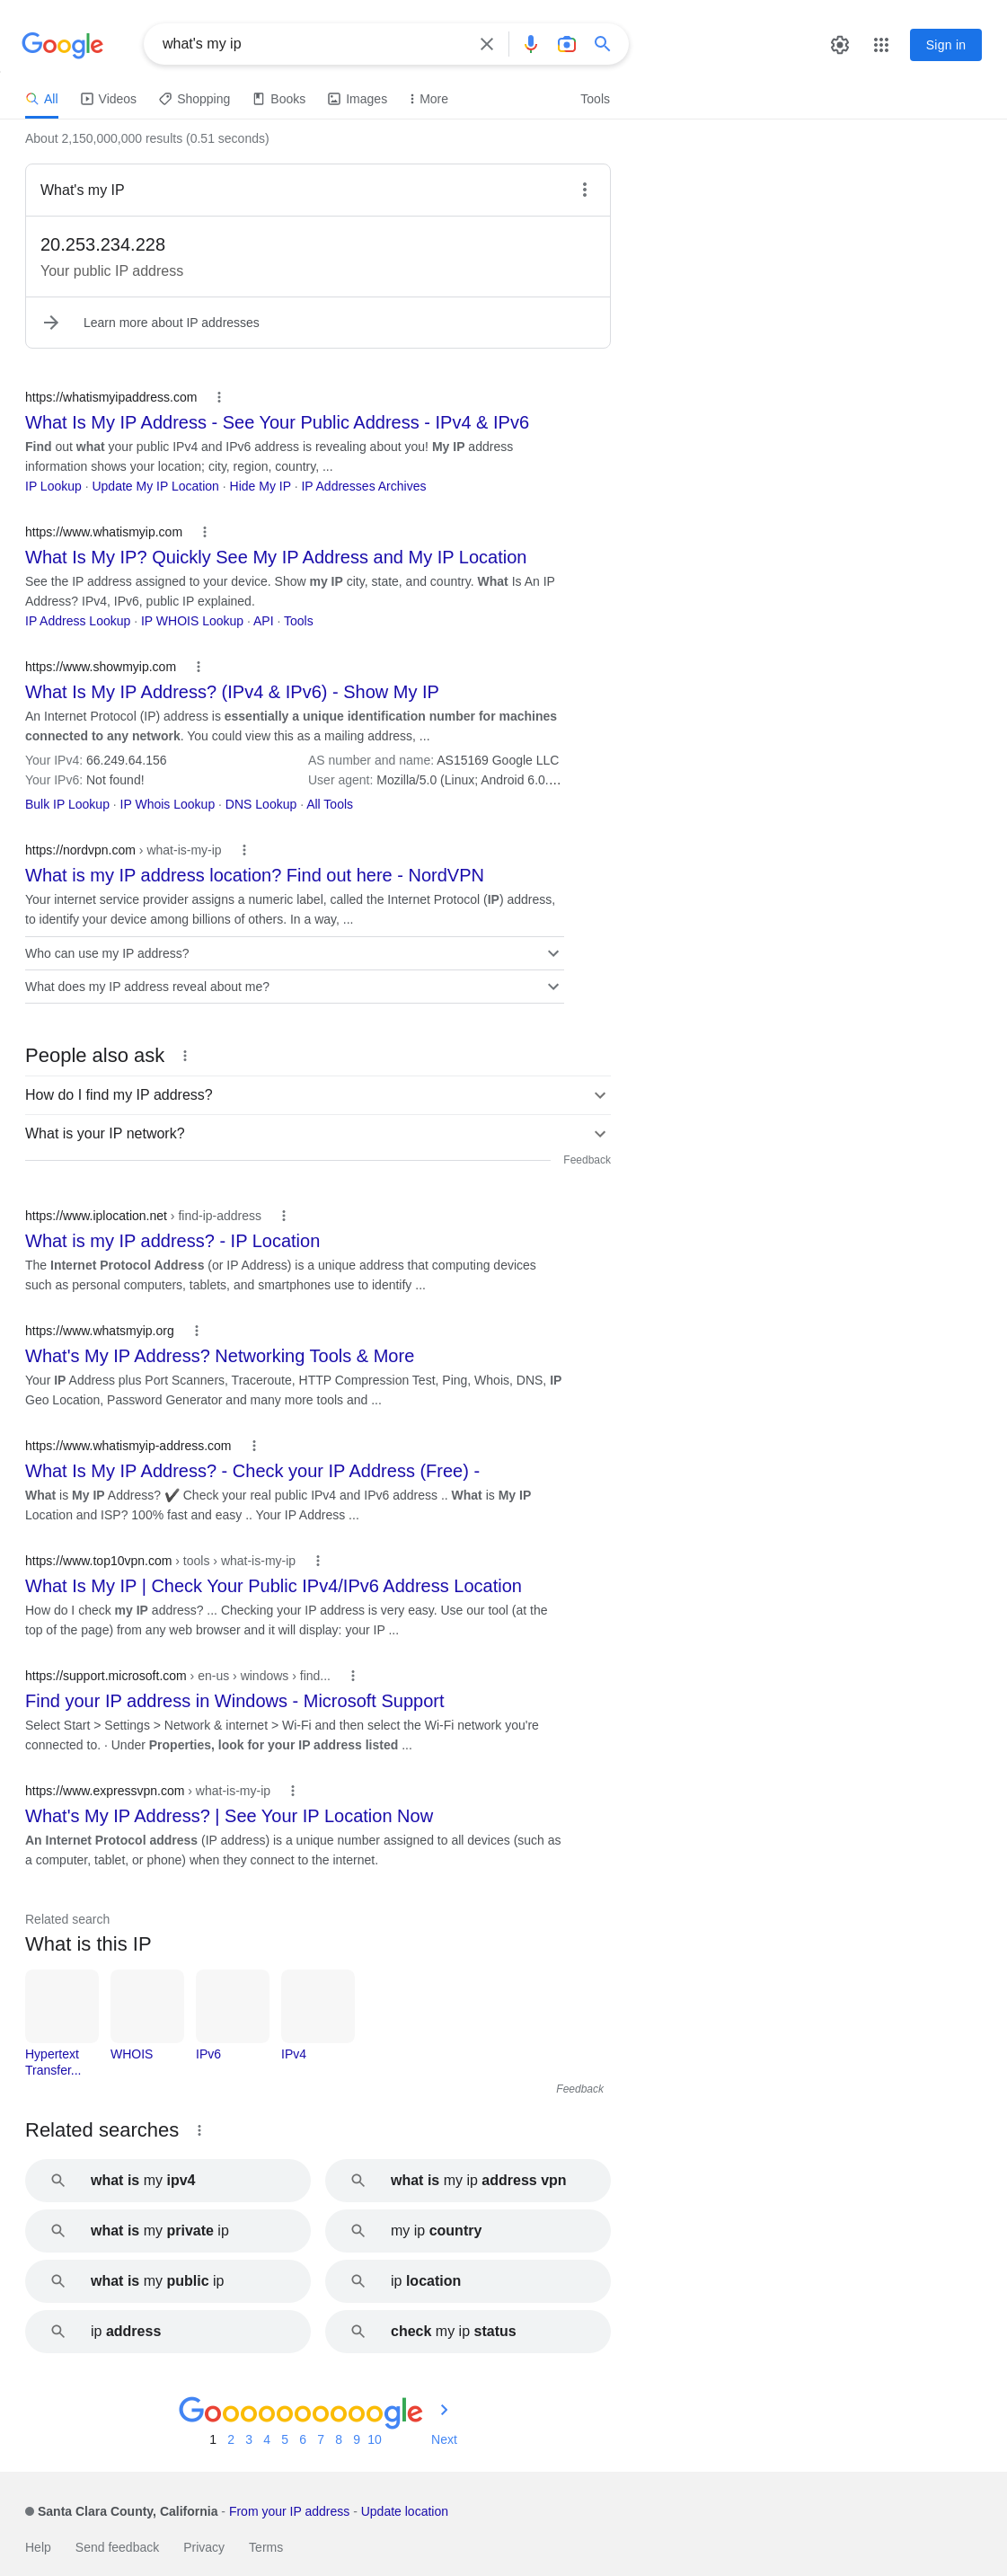 Google
what's my ip
Sign in
All Videos Shopping Books Images More Tools
About 2,150,000,000 results (0.51 seconds)
What's my IP
20.253.234.228
Your public IP address
Learn more about IP addresses
https://whatismyipaddress.com
What Is My IP Address - See Your Public Address - IPv4 & IPv6
Find out what your public IPv4 and IPv6 address is revealing about you! My IP address
information shows your location; city, region, country, ...
IP Lookup · Update My IP Location · Hide My IP · IP Addresses Archives
https://www.whatismyip.com
What Is My IP? Quickly See My IP Address and My IP Location
See the IP address assigned to your device. Show my IP city, state, and country. What Is An IP
Address? IPv4, IPv6, public IP explained.
IP Address Lookup · IP WHOIS Lookup · API · Tools
https://www.showmyip.com
What Is My IP Address? (IPv4 & IPv6) - Show My IP
An Internet Protocol (IP) address is essentially a unique identification number for machines
connected to any network. You could view this as a mailing address, ...
Your IPv4: 66.249.64.156 AS number and name: AS15169 Google LLC
Your IPv6: Not found! User agent: Mozilla/5.0 (Linux; Android 6.0....
Bulk IP Lookup · IP Whois Lookup · DNS Lookup · All Tools
https://nordvpn.com › what-is-my-ip
What is my IP address location? Find out here - NordVPN
Your internet service provider assigns a numeric label, called the Internet Protocol (IP) address,
to identify your device among billions of others. In a way, ...
Who can use my IP address?
What does my IP address reveal about me?
People also ask
How do I find my IP address?
What is your IP network?
Feedback
https://www.iplocation.net › find-ip-address
What is my IP address? - IP Location
The Internet Protocol Address (or IP Address) is a unique address that computing devices
such as personal computers, tablets, and smartphones use to identify ...
https://www.whatsmyip.org
What's My IP Address? Networking Tools & More
Your IP Address plus Port Scanners, Traceroute, HTTP Compression Test, Ping, Whois, DNS, IP
Geo Location, Password Generator and many more tools and ...
https://www.whatismyip-address.com
What Is My IP Address? - Check your IP Address (Free) -
What is My IP Address? ✔ Check your real public IPv4 and IPv6 address .. What is My IP
Location and ISP? 100% fast and easy .. Your IP Address ...
https://www.top10vpn.com › tools › what-is-my-ip
What Is My IP | Check Your Public IPv4/IPv6 Address Location
How do I check my IP address? ... Checking your IP address is very easy. Use our tool (at the
top of the page) from any web browser and it will display: your IP ...
https://support.microsoft.com › en-us › windows › find...
Find your IP address in Windows - Microsoft Support
Select Start > Settings > Network & internet > Wi-Fi and then select the Wi-Fi network you're
connected to. · Under Properties, look for your IP address listed ...
https://www.expressvpn.com › what-is-my-ip
What's My IP Address? | See Your IP Location Now
An Internet Protocol address (IP address) is a unique number assigned to all devices (such as
a computer, tablet, or phone) when they connect to the internet.
Related search
What is this IP
Hypertext WHOIS IPv6 IPv4
Transfer...
Feedback
Related searches
what is my ipv4 what is my ip address vpn
what is my private ip my ip country
what is my public ip ip location
ip address check my ip status
Goooooooooogle
1 2 3 4 5 6 7 8 9 10 Next
Santa Clara County, California - From your IP address - Update location
Help Send feedback Privacy Terms